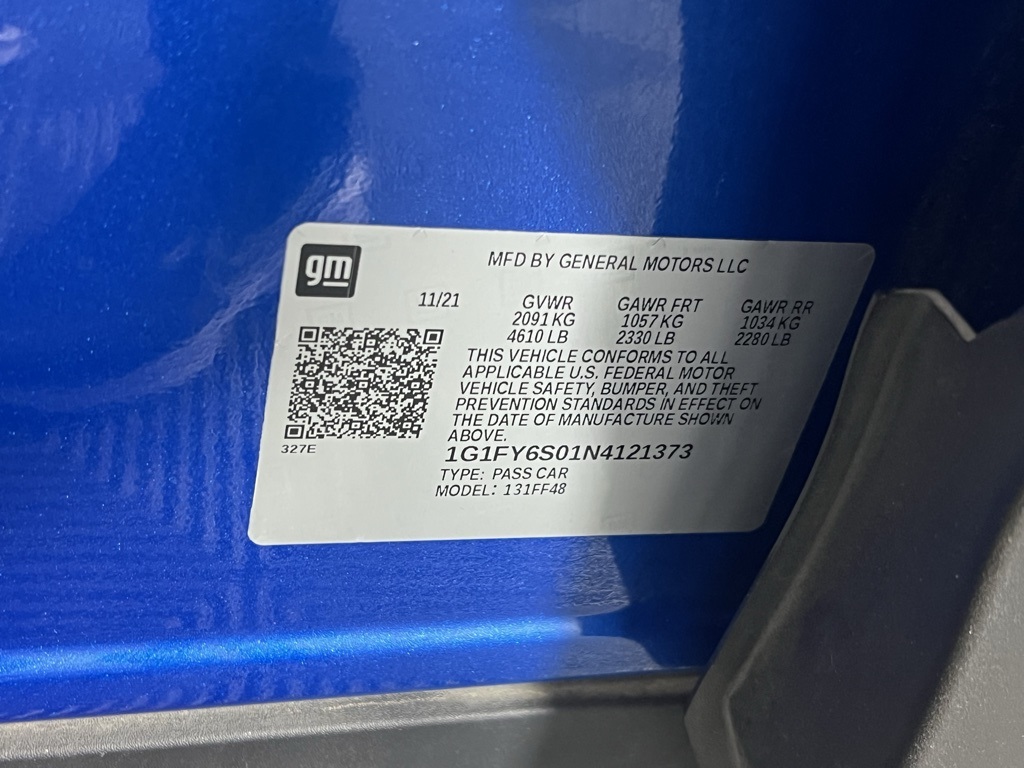 gm
MFD BY GENERAL MOTORS LLC
11/21 GVWR GAWR FRT GAWR RR
2091 KG 1057 KG 1034 KG
4610 LB 2330 LB 2280 LB
THIS VEHICLE CONFORMS TO ALL
APPLICABLE U.S. FEDERAL MOTOR
VEHICLE SAFETY, BUMPER, AND THEFT
PREVENTION STANDARDS IN EFFECT ON
THE DATE OF MANUFACTURE SHOWN
ABOVE.
327E
1G1FY6S01N4121373
TYPE: PASS CAR
MODEL: 131FF48